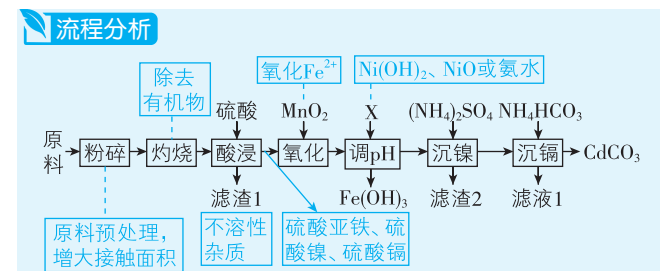 流程分析
除去
有机物
氧化Fe²⁺
Ni(OH)₂、NiO或氨水
硫酸
MnO₂
X
(NH₄)₂SO₄
NH₄HCO₃
原
料
粉碎
灼烧
酸浸
氧化
调pH
沉镍
沉镉
CdCO₃
滤渣1
Fe(OH)₃
滤渣2
滤液1
原料预处理，
增大接触面积
不溶性
杂质
硫酸亚铁、硫
酸镍、硫酸镉